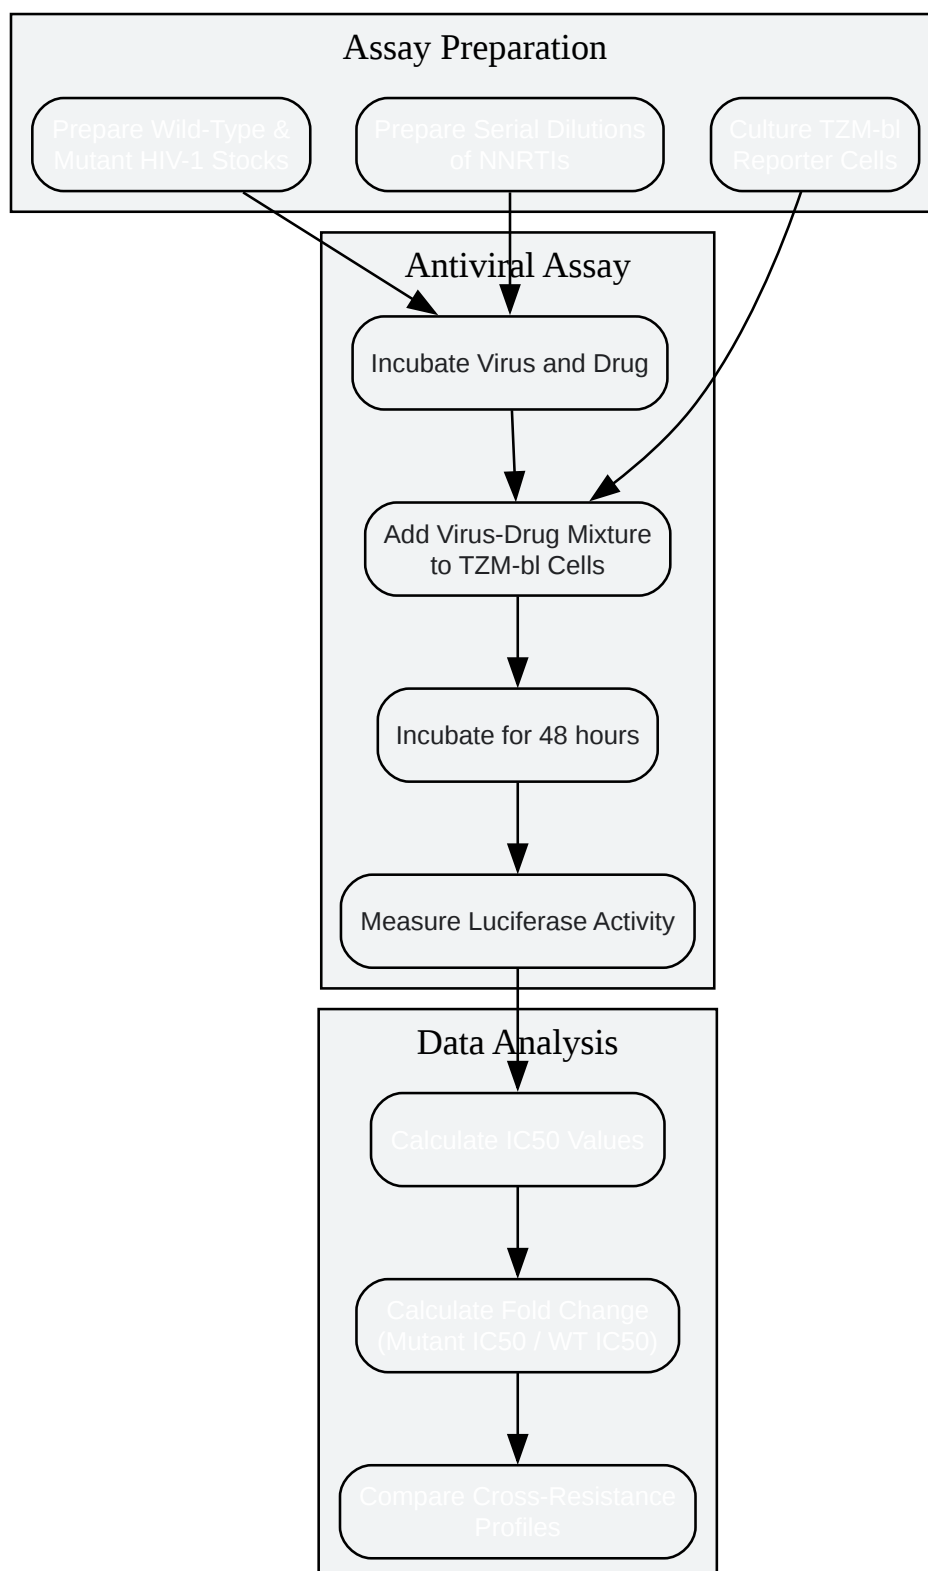 Assay Preparation
Prepare Wild-Type &
Mutant HIV-1 Stocks
Prepare Serial Dilutions
of NNRTIs
Culture TZM-bl
Reporter Cells
Antiviral Assay
Incubate Virus and Drug
Add Virus-Drug Mixture
to TZM-bl Cells
Incubate for 48 hours
Measure Luciferase Activity
Data Analysis
Calculate IC50 Values
Calculate Fold Change
(Mutant IC50 / WT IC50)
Compare Cross-Resistance
Profiles